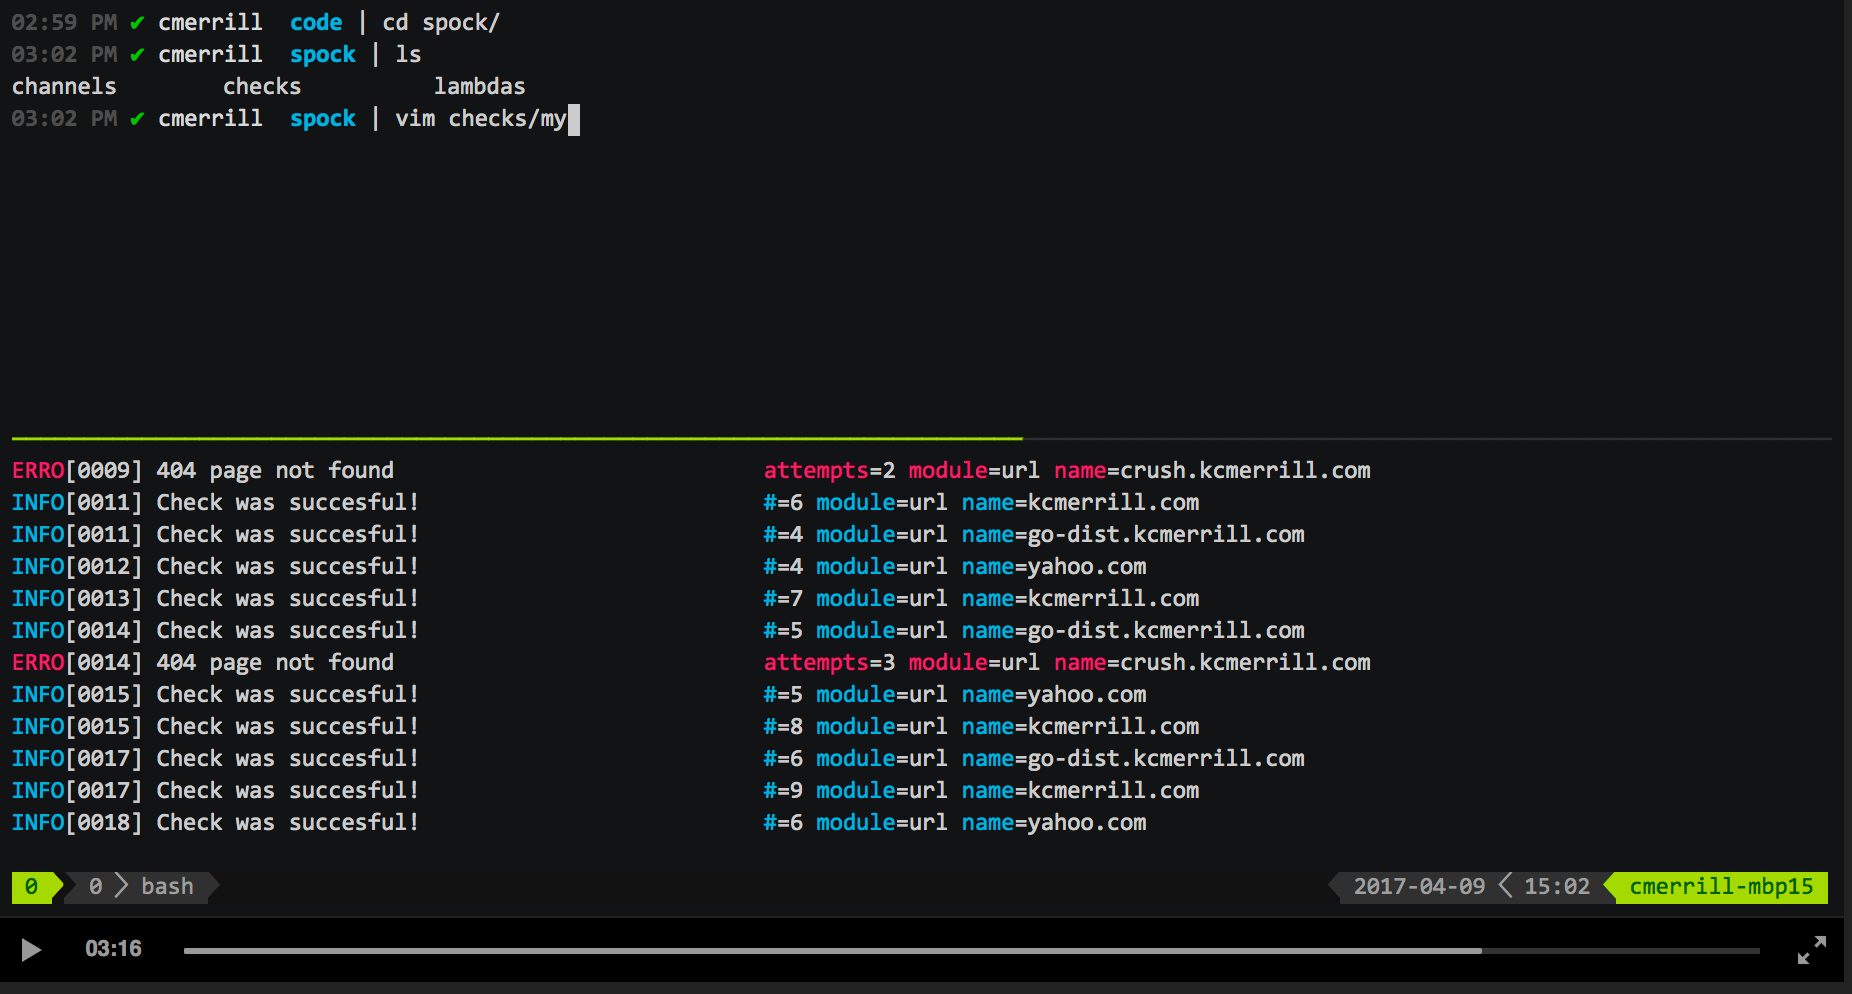 02:59 PM ✔ cmerrill code | cd spock/
03:02 PM ✔ cmerrill spock | ls
channels checks lambdas
03:02 PM ✔ cmerrill spock | vim checks/my
ERRO[0009] 404 page not found attempts=2 module=url name=crush.kcmerrill.com
INFO[0011] Check was succesful! #=6 module=url name=kcmerrill.com
INFO[0011] Check was succesful! #=4 module=url name=go-dist.kcmerrill.com
INFO[0012] Check was succesful! #=4 module=url name=yahoo.com
INFO[0013] Check was succesful! #=7 module=url name=kcmerrill.com
INFO[0014] Check was succesful! #=5 module=url name=go-dist.kcmerrill.com
ERRO[0014] 404 page not found attempts=3 module=url name=crush.kcmerrill.com
INFO[0015] Check was succesful! #=5 module=url name=yahoo.com
INFO[0015] Check was succesful! #=8 module=url name=kcmerrill.com
INFO[0017] Check was succesful! #=6 module=url name=go-dist.kcmerrill.com
INFO[0017] Check was succesful! #=9 module=url name=kcmerrill.com
INFO[0018] Check was succesful! #=6 module=url name=yahoo.com
0 0 bash 2017-04-09 15:02 cmerrill-mbp15
03:16